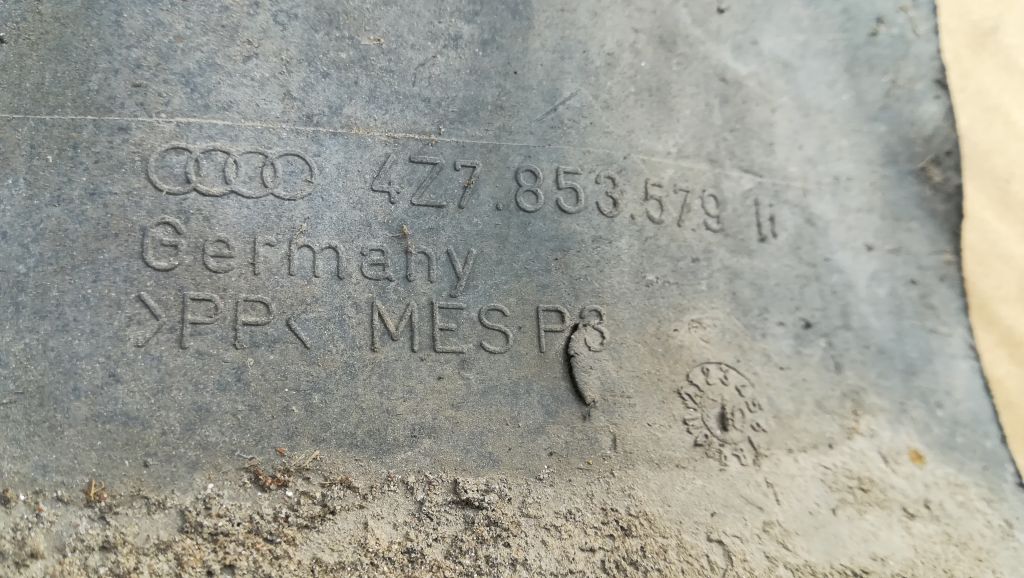 4Z7.853.579
Germany
>PP< MES P3